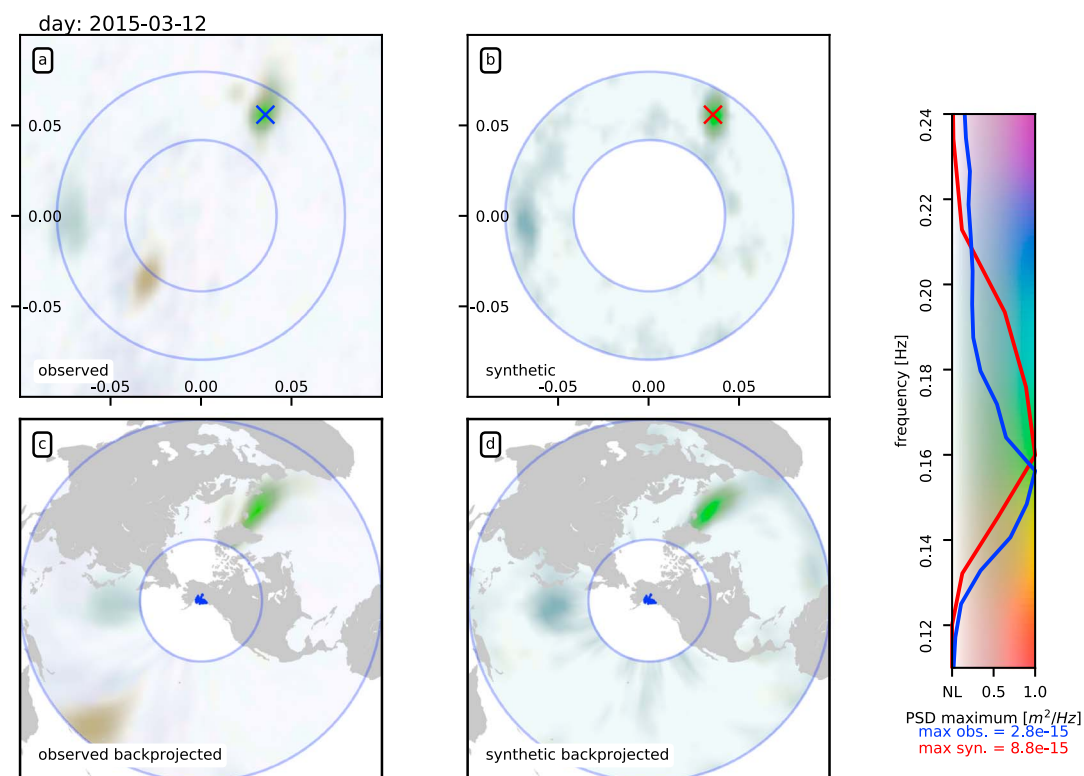 day: 2015-03-12
a
0.05
0.00
-0.05
observed
-0.05
0.00
0.05
b
0.05
0.00
-0.05
synthetic
-0.05
0.00
0.05
c
observed backprojected
d
synthetic backprojected
0.24
0.22
0.20
0.18
0.16
0.14
0.12
frequency [Hz]
NL
0.5
1.0
PSD maximum [m²/Hz]
max obs. = 2.8e-15
max syn. = 8.8e-15